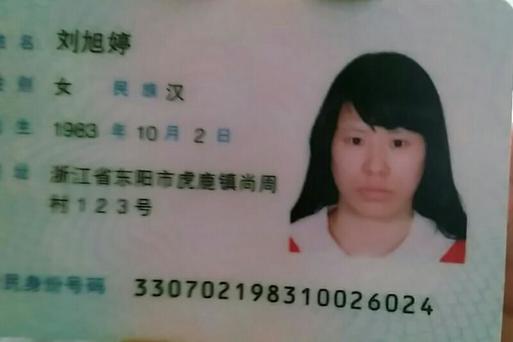 姓名 刘旭婷
性别 女 民族 汉
出生 1983 年 10 月 2 日
住址 浙江省东阳市虎鹿镇尚周
村123号
公民身份号码 330702198310026024